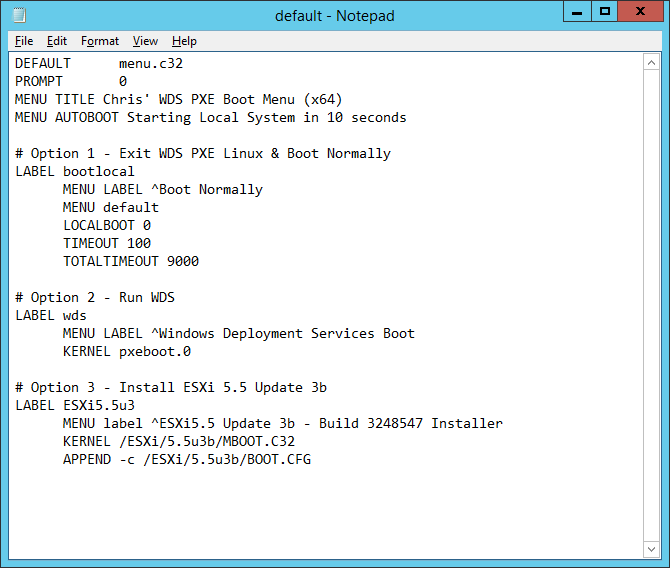 default - Notepad
File Edit Format View Help
DEFAULT      menu.c32
PROMPT       0
MENU TITLE Chris' WDS PXE Boot Menu (x64)
MENU AUTOBOOT Starting Local System in 10 seconds

# Option 1 - Exit WDS PXE Linux & Boot Normally
LABEL bootlocal
      MENU LABEL ^Boot Normally
      MENU default
      LOCALBOOT 0
      TIMEOUT 100
      TOTALTIMEOUT 9000

# Option 2 - Run WDS
LABEL wds
      MENU LABEL ^Windows Deployment Services Boot
      KERNEL pxeboot.0

# Option 3 - Install ESXi 5.5 Update 3b
LABEL ESXi5.5u3
      MENU label ^ESXi5.5 Update 3b - Build 3248547 Installer
      KERNEL /ESXi/5.5u3b/MBOOT.C32
      APPEND -c /ESXi/5.5u3b/BOOT.CFG